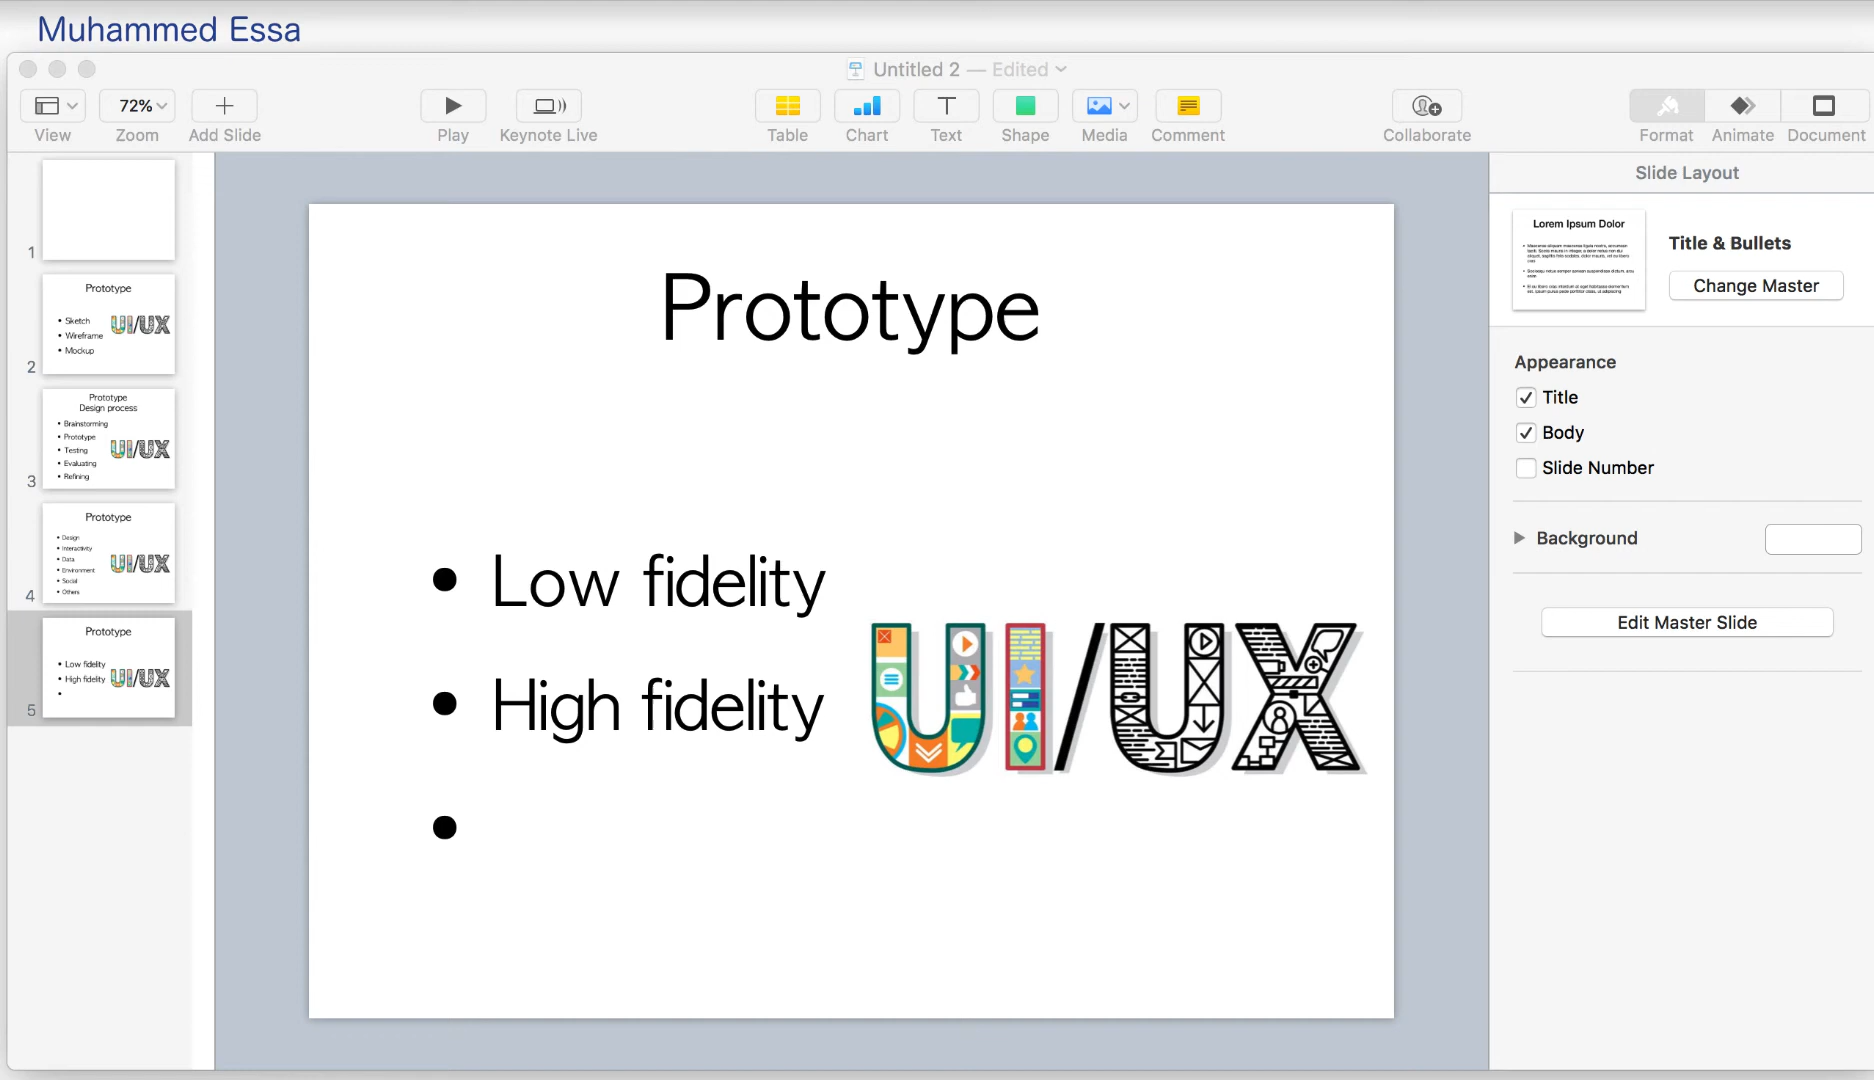 Muhammed Essa
Untitled 2 — Edited
72%
View
Zoom
Add Slide
Play
Keynote Live
Table
Chart
Text
Shape
Media
Comment
Collaborate
Format
Animate
Document
1
Prototype
• Sketch
• Wireframe
• Mockup
UI/UX
2
Prototype
Design process
• Brainstorming
• Prototype
• Testing
• Evaluating
• Refining
UI/UX
3
Prototype
• Design
• Interactivity
• Data
• Environment
• Social
• Others
UI/UX
4
Prototype
• Low fidelity
• High fidelity
•
UI/UX
5
Prototype
• Low fidelity
• High fidelity
•
UI/UX
Slide Layout
Lorem Ipsum Dolor
Title & Bullets
Change Master
Appearance
Title
Body
Slide Number
Background
Edit Master Slide